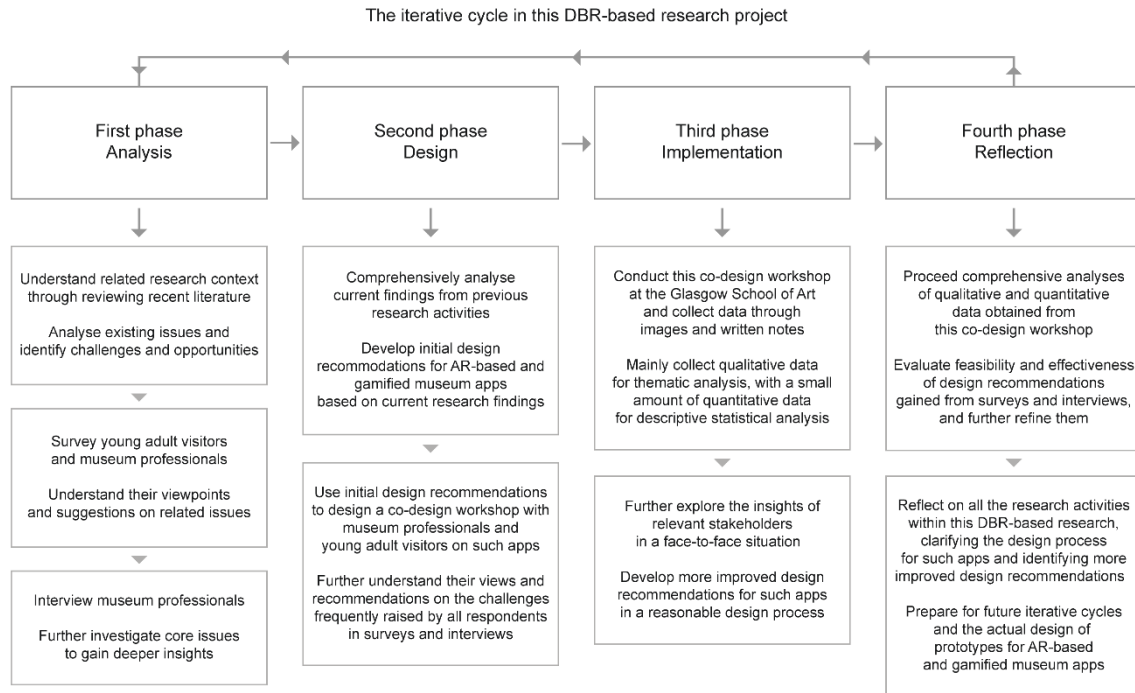 The iterative cycle in this DBR-based research project
First phase
Analysis
Second phase
Design
Third phase
Implementation
Fourth phase
Reflection
Understand related research context
through reviewing recent literature
Analyse existing issues and
identify challenges and opportunities
Survey young adult visitors
and museum professionals
Understand their viewpoints
and suggestions on related issues
Interview museum professionals
Further investigate core issues
to gain deeper insights
Comprehensively analyse
current findings from previous
research activities
Develop initial design
recommodations for AR-based and
gamified museum apps
based on current research findings
Use initial design recommendations
to design a co-design workshop with
museum professionals and
young adult visitors on such apps
Further understand their views and
recommendations on the challenges
frequently raised by all respondents
in surveys and interviews
Conduct this co-design workshop
at the Glasgow School of Art
and collect data through
images and written notes
Mainly collect qualitative data
for thematic analysis, with a small
amount of quantitative data
for descriptive statistical analysis
Further explore the insights of
relevant stakeholders
in a face-to-face situation
Develop more improved design
recommendations for such apps
in a reasonable design process
Proceed comprehensive analyses
of qualitative and quantitative
data obtained from
this co-design workshop
Evaluate feasibility and effectiveness
of design recommendations
gained from surveys and interviews,
and further refine them
Reflect on all the research activities
within this DBR-based research,
clarifying the design process
for such apps and identifying more
improved design recommendations
Prepare for future iterative cycles
and the actual design of
prototypes for AR-based
and gamified museum apps